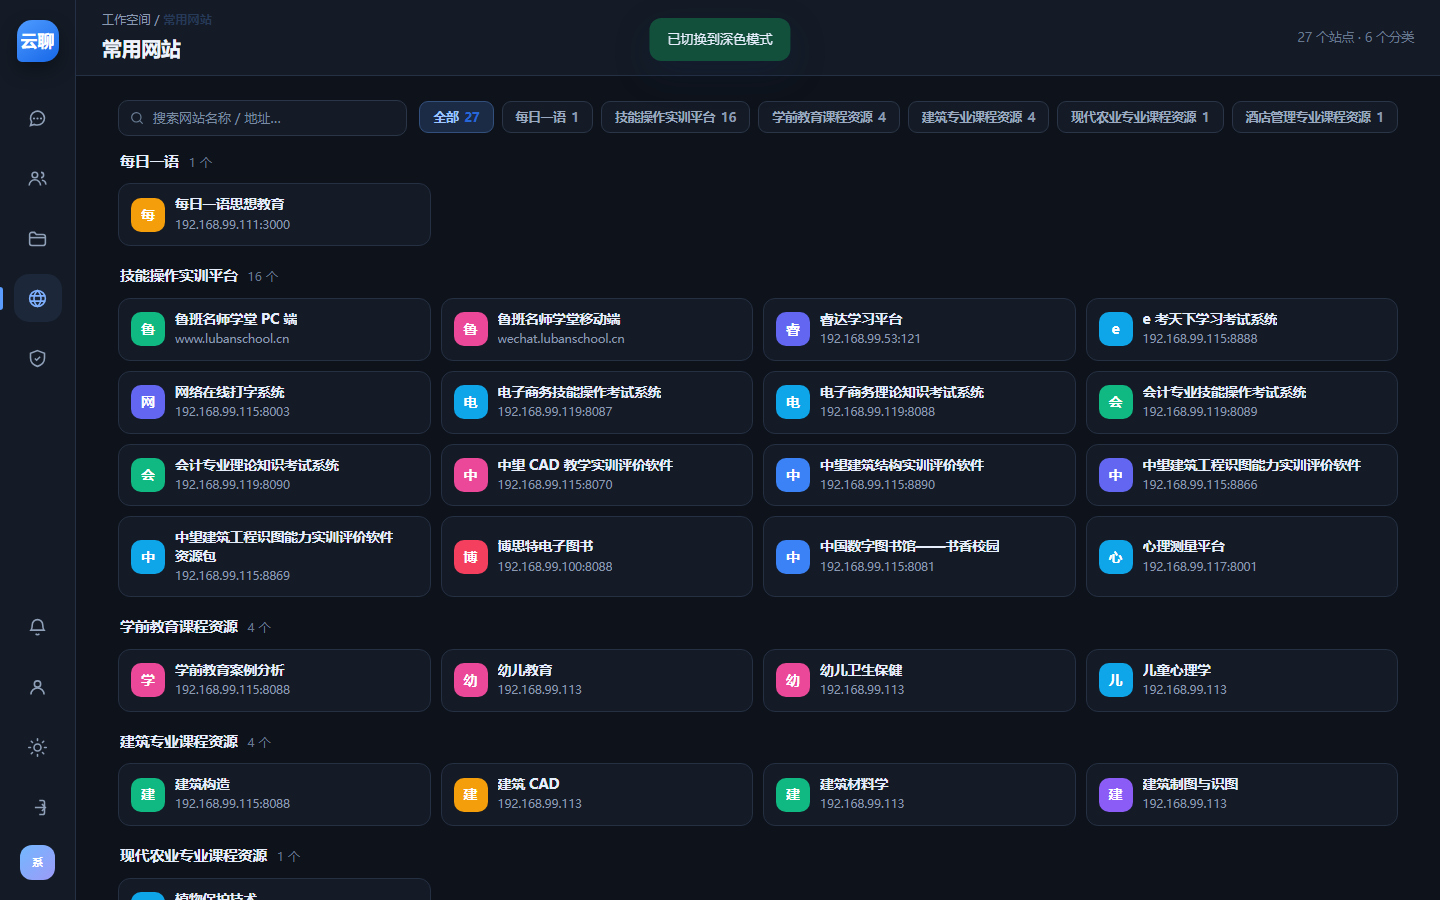 云聊
工作空间 / 常用网站
常用网站
已切换到深色模式
27 个站点 · 6 个分类
搜索网站名称 / 地址...
全部 27
每日一语 1
技能操作实训平台 16
学前教育课程资源 4
建筑专业课程资源 4
现代农业专业课程资源 1
酒店管理专业课程资源 1
每日一语 1 个
每
每日一语思想教育
192.168.99.111:3000
技能操作实训平台 16 个
鲁
鲁班名师学堂 PC 端
www.lubanschool.cn
鲁
鲁班名师学堂移动端
wechat.lubanschool.cn
睿
睿达学习平台
192.168.99.53:121
e
e 考天下学习考试系统
192.168.99.115:8888
网
网络在线打字系统
192.168.99.115:8003
电
电子商务技能操作考试系统
192.168.99.119:8087
电
电子商务理论知识考试系统
192.168.99.119:8088
会
会计专业技能操作考试系统
192.168.99.119:8089
会
会计专业理论知识考试系统
192.168.99.119:8090
中
中望 CAD 教学实训评价软件
192.168.99.115:8070
中
中望建筑结构实训评价软件
192.168.99.115:8890
中
中望建筑工程识图能力实训评价软件
192.168.99.115:8866
中
中望建筑工程识图能力实训评价软件
资源包
192.168.99.115:8869
博
博思特电子图书
192.168.99.100:8088
中
中国数字图书馆——书香校园
192.168.99.115:8081
心
心理测量平台
192.168.99.117:8001
学前教育课程资源 4 个
学
学前教育案例分析
192.168.99.115:8088
幼
幼儿教育
192.168.99.113
幼
幼儿卫生保健
192.168.99.113
儿
儿童心理学
192.168.99.113
建筑专业课程资源 4 个
建
建筑构造
192.168.99.115:8088
建
建筑 CAD
192.168.99.113
建
建筑材料学
192.168.99.113
建
建筑制图与识图
192.168.99.113
现代农业专业课程资源 1 个
植物保护技术
系